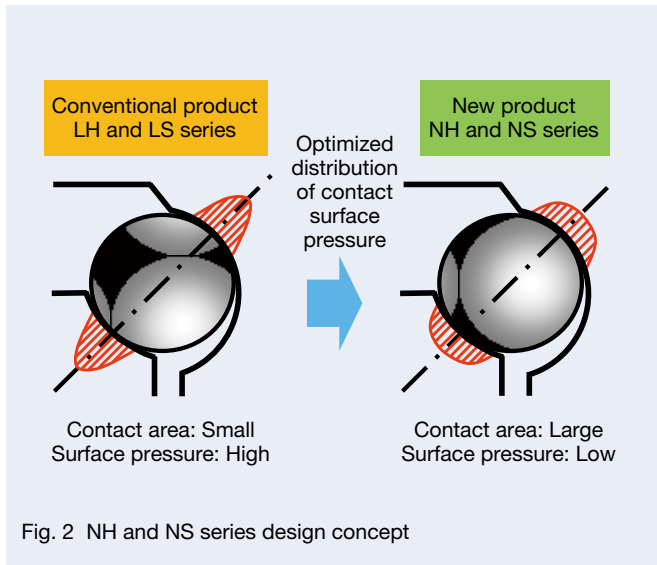 Conventional product
LH and LS series
New product
NH and NS series
Optimized
distribution
of contact
surface
pressure
Contact area: Small
Surface pressure: High
Contact area: Large
Surface pressure: Low
Fig. 2  NH and NS series design concept